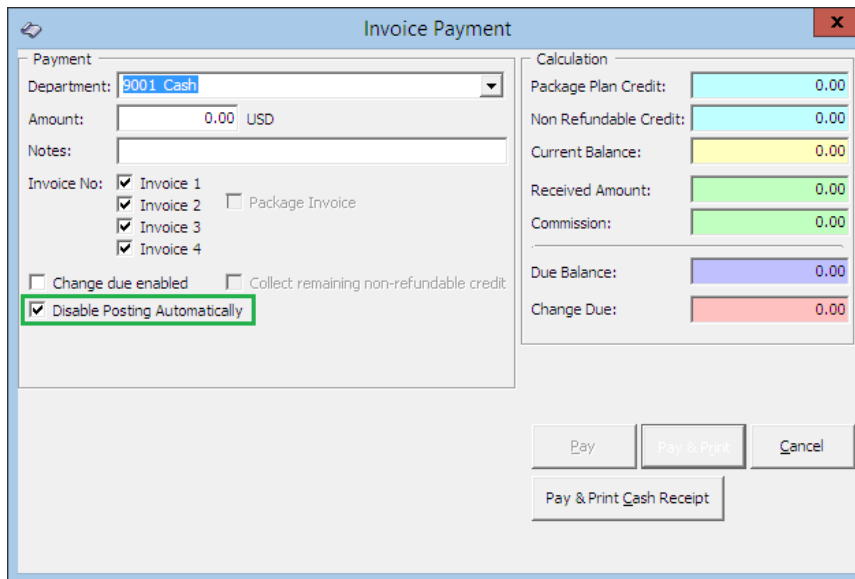 Invoice Payment
x
Payment
Department: 9001 Cash
Amount: 0.00 USD
Notes:
Invoice No: Invoice 1
Invoice 2
Package Invoice
Invoice 3
Invoice 4
Change due enabled
Collect remaining non-refundable credit
Disable Posting Automatically
Calculation
Package Plan Credit: 0.00
Non Refundable Credit: 0.00
Current Balance: 0.00
Received Amount: 0.00
Commission: 0.00
Due Balance: 0.00
Change Due: 0.00
Pay
Pay & Print
Cancel
Pay & Print Cash Receipt